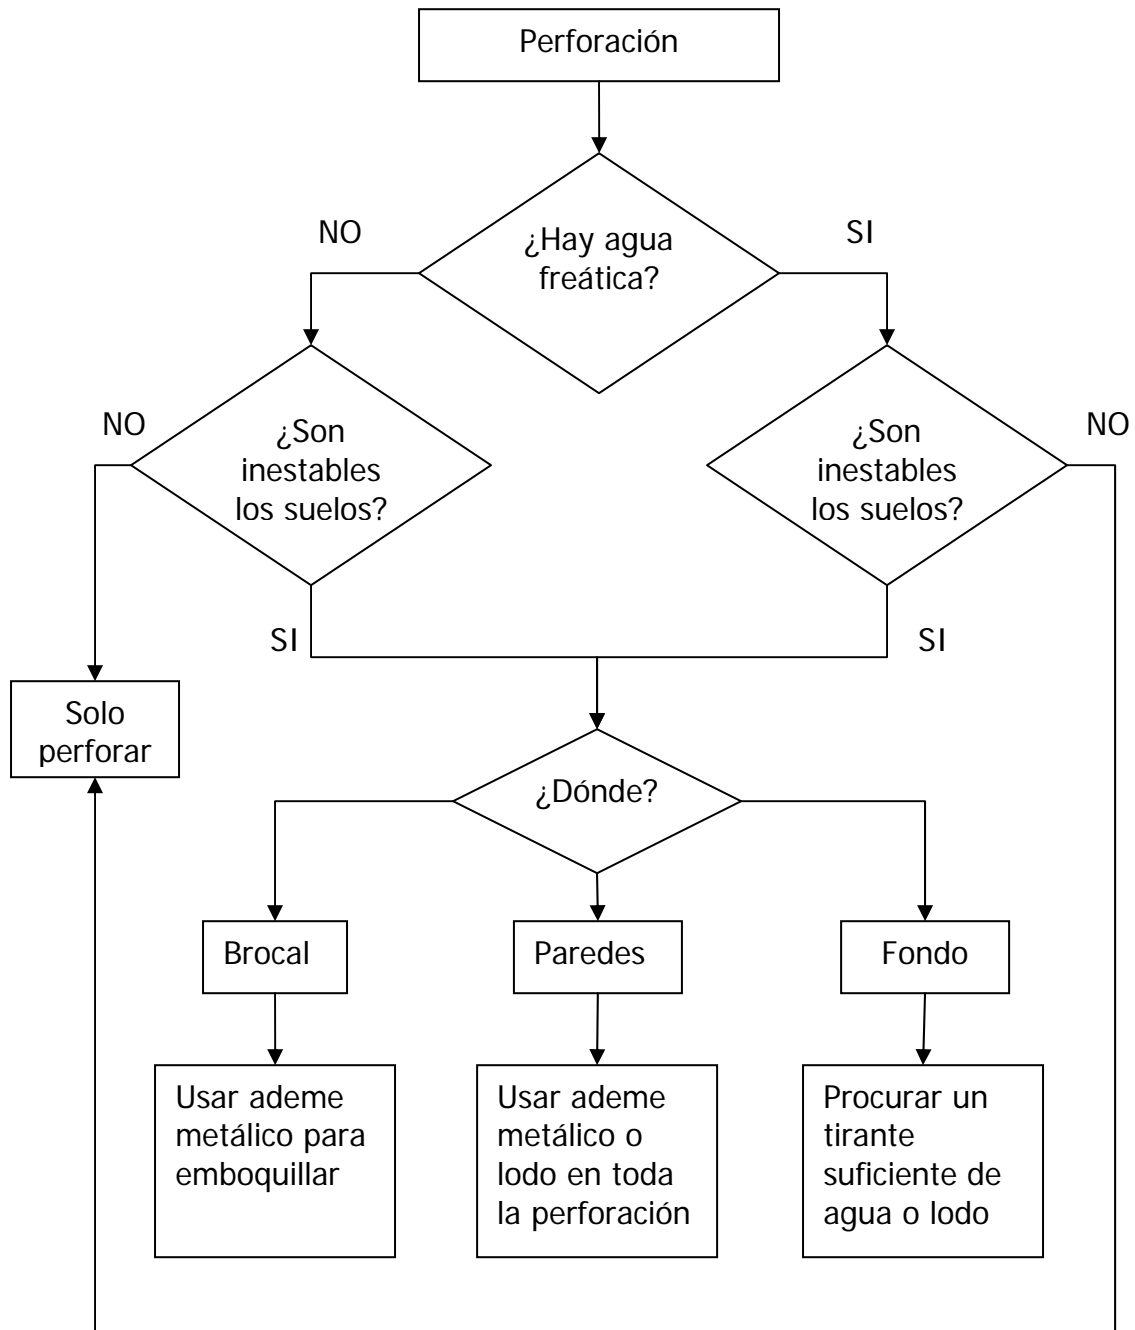 Perforación
NO
SI
¿Hay agua
freática?
NO
¿Son
inestables
los suelos?
¿Son
inestables
los suelos?
NO
SI
SI
Solo
perforar
¿Dónde?
Brocal
Paredes
Fondo
Usar ademe
metálico para
emboquillar
Usar ademe
metálico o
lodo en toda
la perforación
Procurar un
tirante
suficiente de
agua o lodo